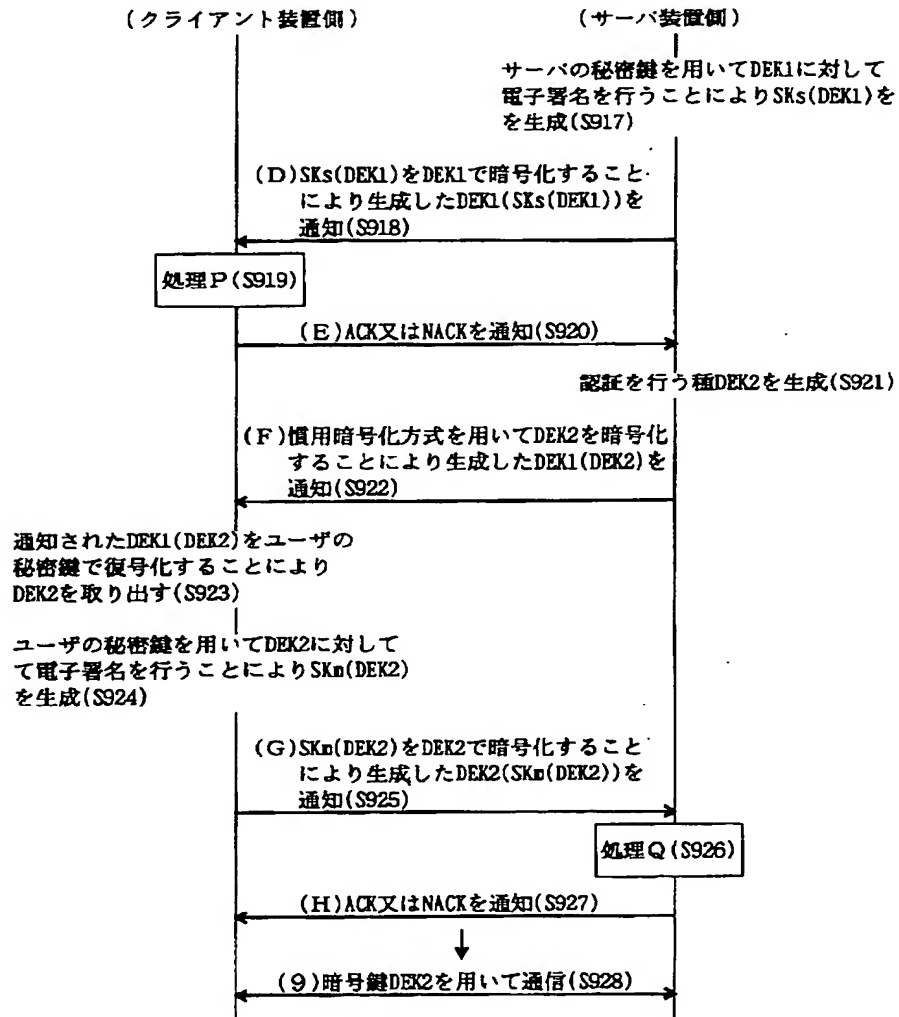 (クライアント装置側)
(サーバ装置側)
サーバの秘密鍵を用いてDEK1に対して
電子署名を行うことによりSKs(DEK1)を
を生成(S917)
(D)SKs(DEK1)をDEK1で暗号化すること
により生成したDEK1(SKs(DEK1))を
通知(S918)
処理P(S919)
(E)ACK又はNACKを通知(S920)
認証を行う種DEK2を生成(S921)
(F)慣用暗号化方式を用いてDEK2を暗号化
することにより生成したDEK1(DEK2)を
通知(S922)
通知されたDEK1(DEK2)をユーザの
秘密鍵で復号化することにより
DEK2を取り出す(S923)
ユーザの秘密鍵を用いてDEK2に対して
て電子署名を行うことによりSKm(DEK2)
を生成(S924)
(G)SKm(DEK2)をDEK2で暗号化すること
により生成したDEK2(SKm(DEK2))を
通知(S925)
処理Q(S926)
(H)ACK又はNACKを通知(S927)
(9)暗号鍵DEK2を用いて通信(S928)